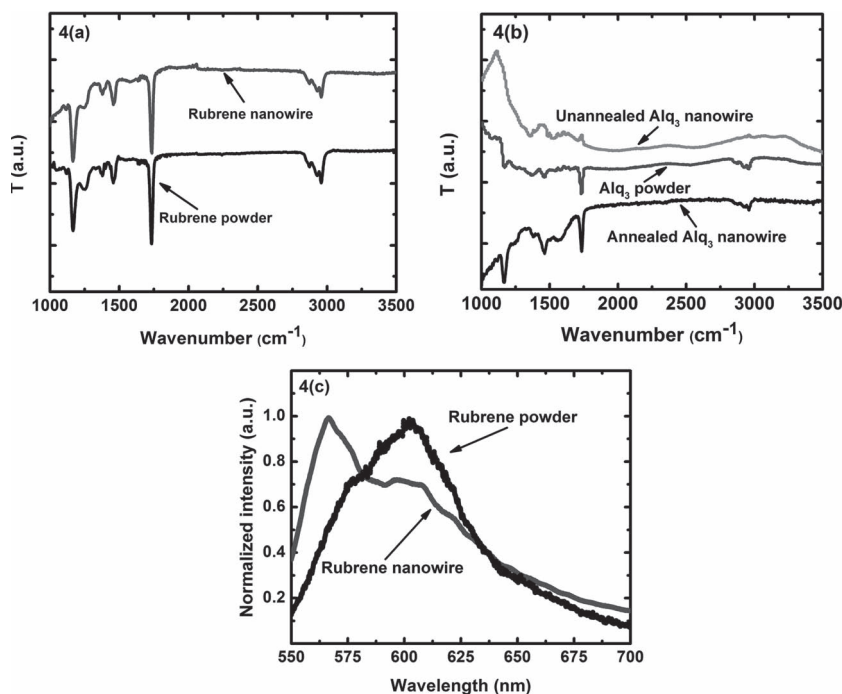 4(a)
Rubrene nanowire
Rubrene powder
T (a.u.)
1000 1500 2000 2500 3000 3500
Wavenumber (cm⁻¹)
4(b)
Unannealed Alq₃ nanowire
Alq₃ powder
Annealed Alq₃ nanowire
T (a.u.)
1000 1500 2000 2500 3000 3500
Wavenumber (cm⁻¹)
4(c)
Rubrene powder
Rubrene nanowire
Normalized intensity (a.u.)
1.0
0.8
0.6
0.4
0.2
550 575 600 625 650 675 700
Wavelength (nm)